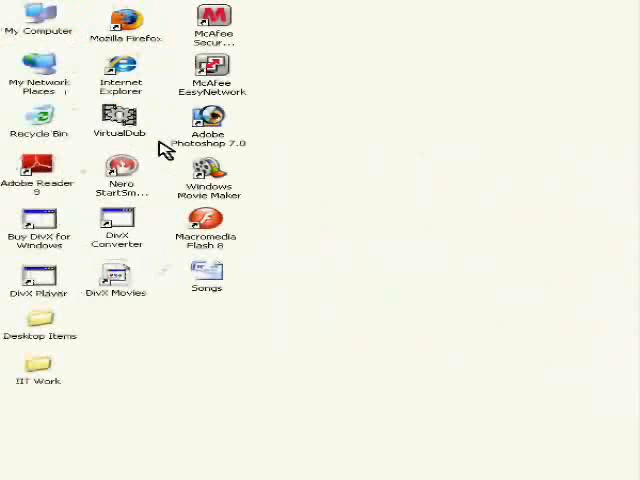 My Computer
Mozilla Firefox
McAfee
Secur...
My Network
Places
Internet
Explorer
McAfee
EasyNetwork
Recycle Bin
VirtualDub
Adobe
Photoshop 7.0
Adobe Reader
9
Nero
StartSm...
Windows
Movie Maker
Buy DivX for
Windows
DivX
Converter
Macromedia
Flash 8
DivX Player
DivX Movies
Songs
Desktop Items
IIT Work